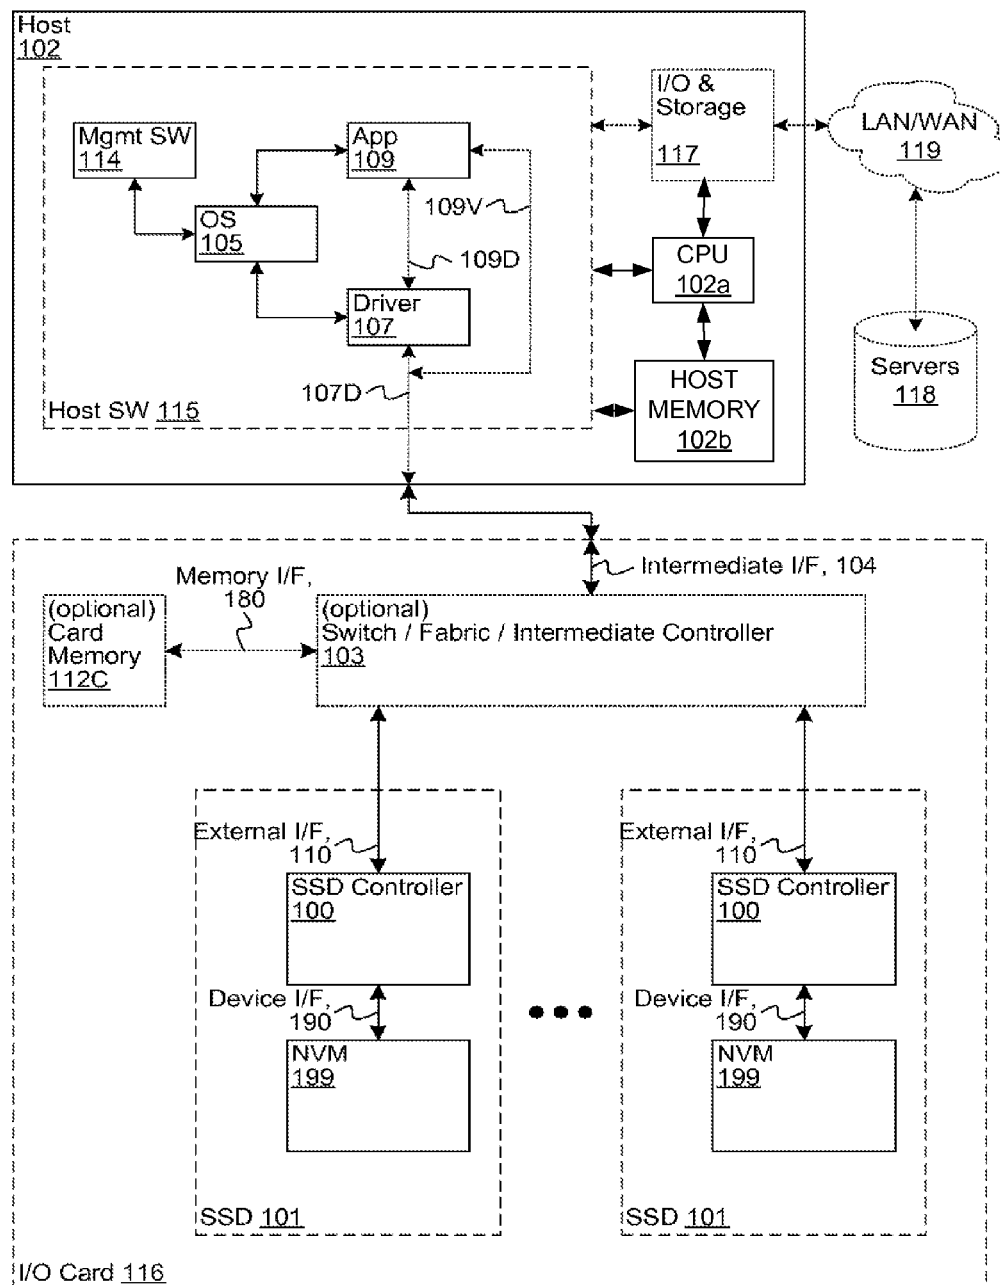 Host
102
I/O &
Storage
117
LAN/WAN
119
Mgmt SW
114
App
109
109V
OS
105
109D
CPU
102a
Driver
107
107D
HOST
MEMORY
102b
Servers
118
Host SW 115
Intermediate I/F, 104
Memory I/F,
180
(optional)
Card
Memory
112C
(optional)
Switch / Fabric / Intermediate Controller
103
External I/F,
110
SSD Controller
100
Device I/F,
190
NVM
199
SSD 101
External I/F,
110
SSD Controller
100
Device I/F,
190
NVM
199
SSD 101
I/O Card 116